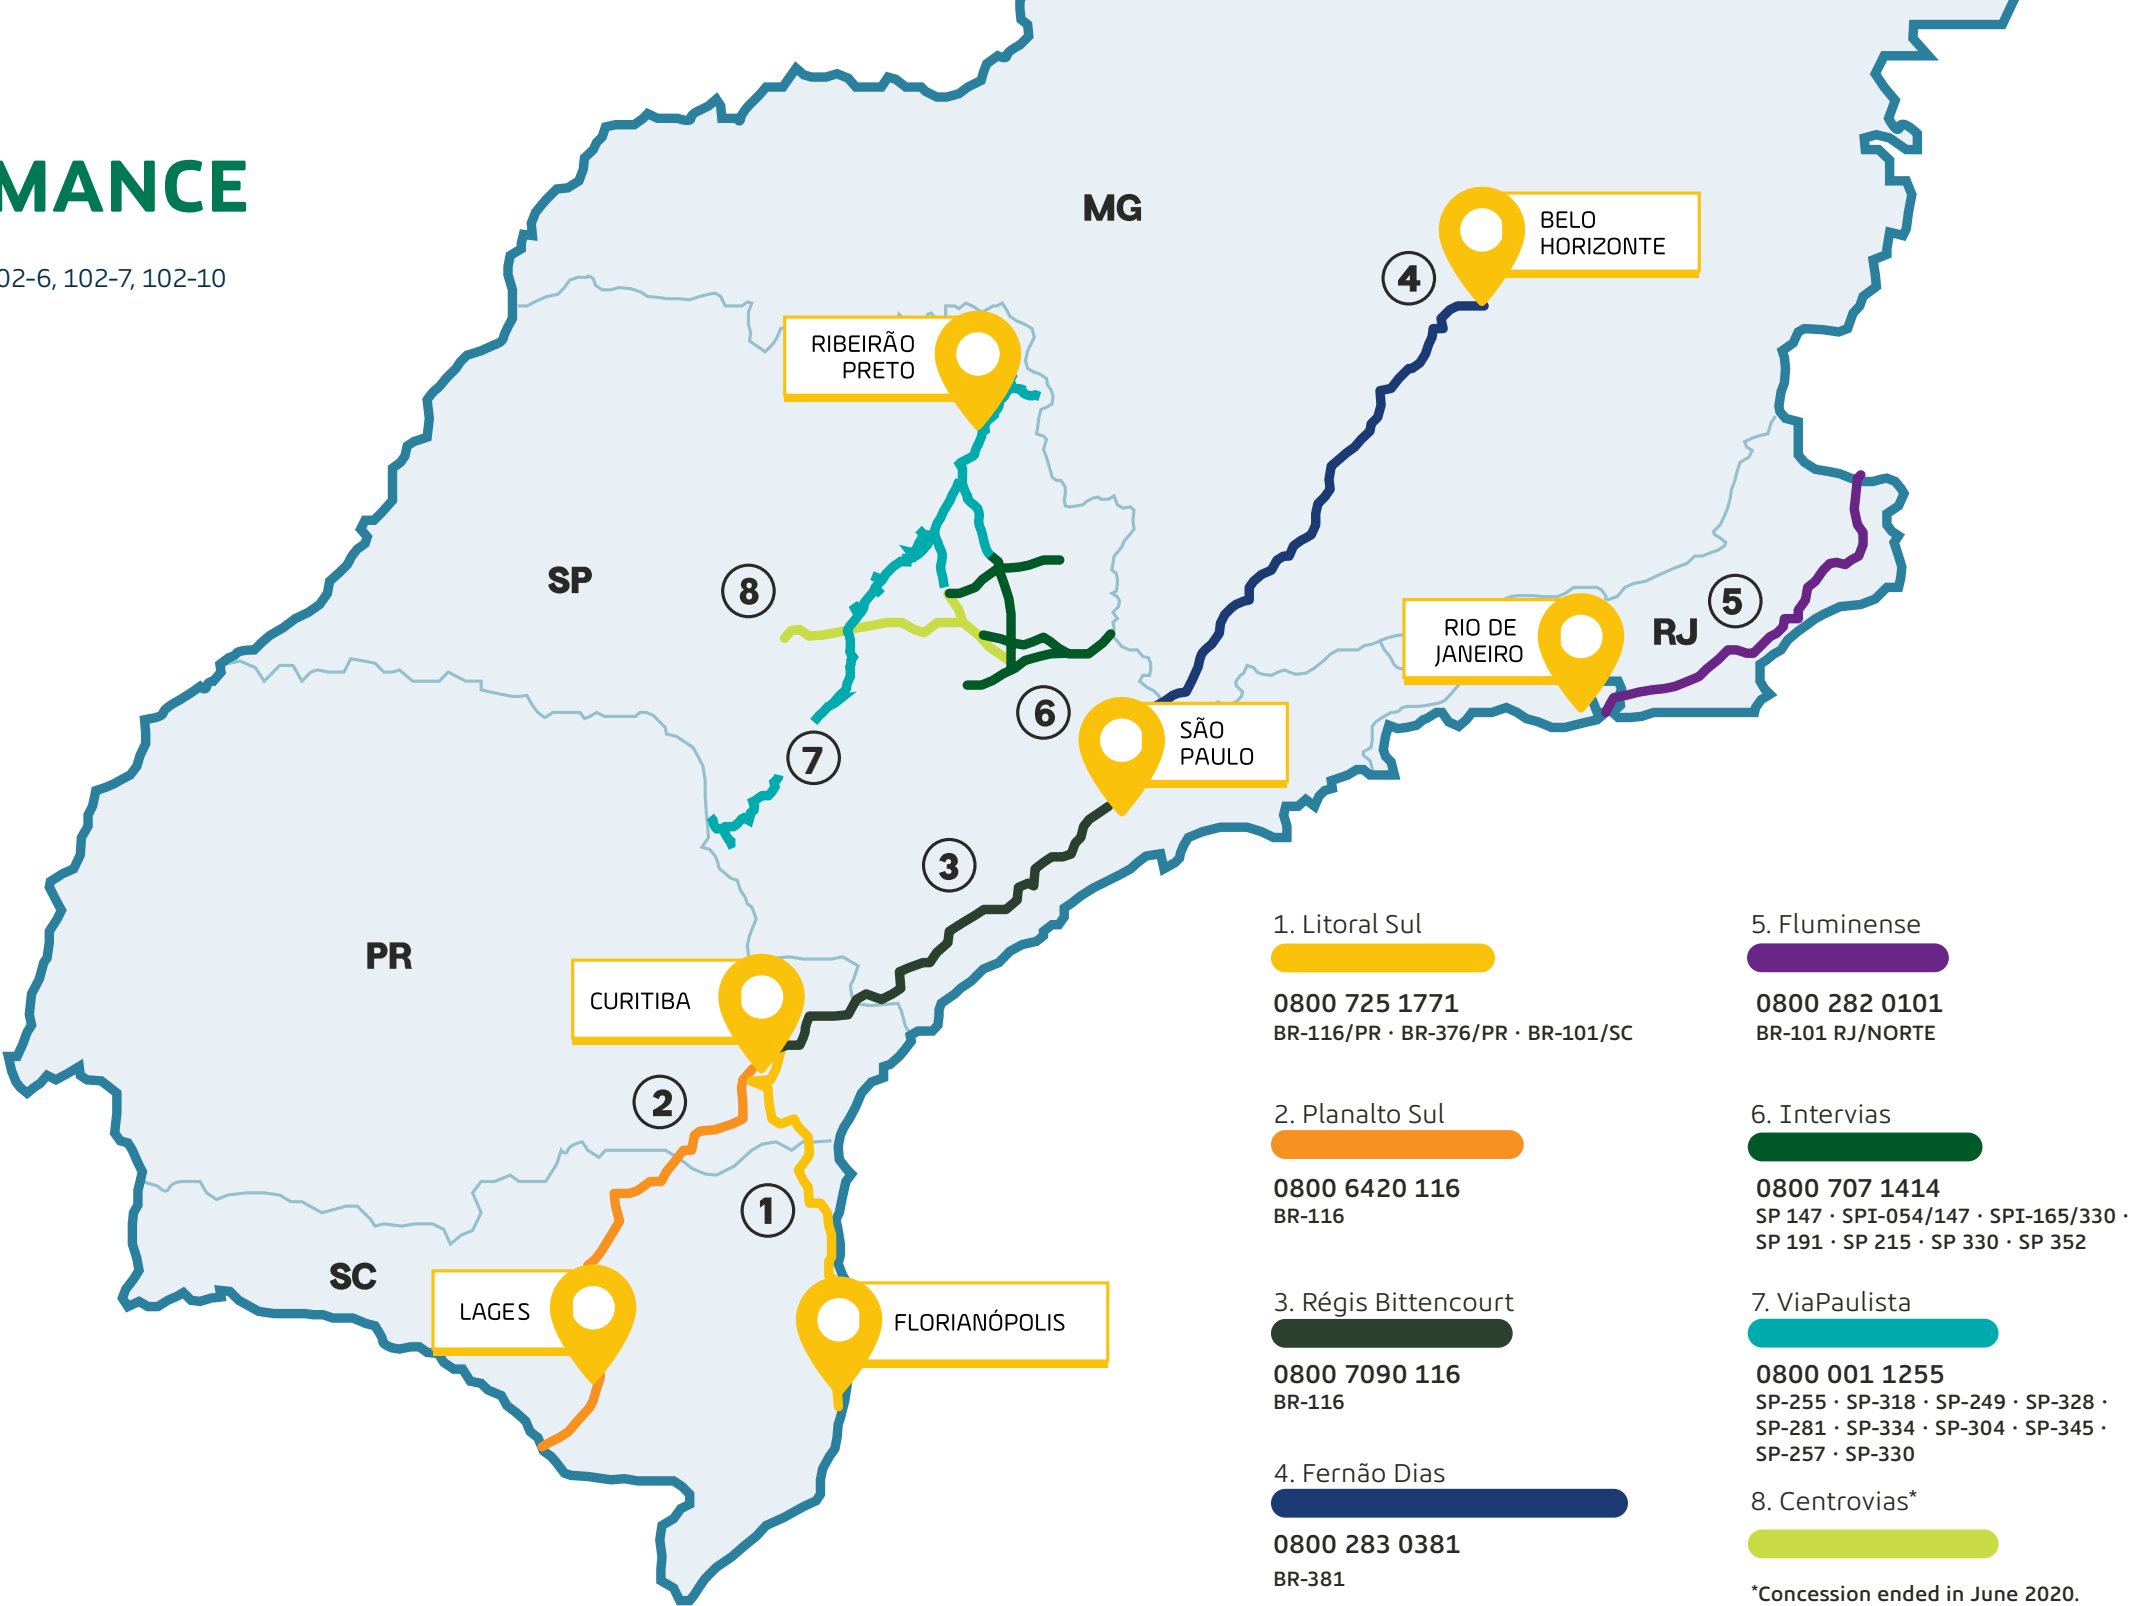 MANCE
02-6, 102-7, 102-10
MG
BELO
HORIZONTE
4
RIBEIRÃO
PRETO
SP
8
5
RIO DE
JANEIRO
RJ
6
SÃO
PAULO
7
3
PR
CURITIBA
2
1
SC
LAGES
FLORIANÓPOLIS
1. Litoral Sul
0800 725 1771
BR-116/PR · BR-376/PR · BR-101/SC
2. Planalto Sul
0800 6420 116
BR-116
3. Régis Bittencourt
0800 7090 116
BR-116
4. Fernão Dias
0800 283 0381
BR-381
5. Fluminense
0800 282 0101
BR-101 RJ/NORTE
6. Intervias
0800 707 1414
SP 147 · SPI-054/147 · SPI-165/330 ·
SP 191 · SP 215 · SP 330 · SP 352
7. ViaPaulista
0800 001 1255
SP-255 · SP-318 · SP-249 · SP-328 ·
SP-281 · SP-334 · SP-304 · SP-345 ·
SP-257 · SP-330
8. Centrovias*
*Concession ended in June 2020.